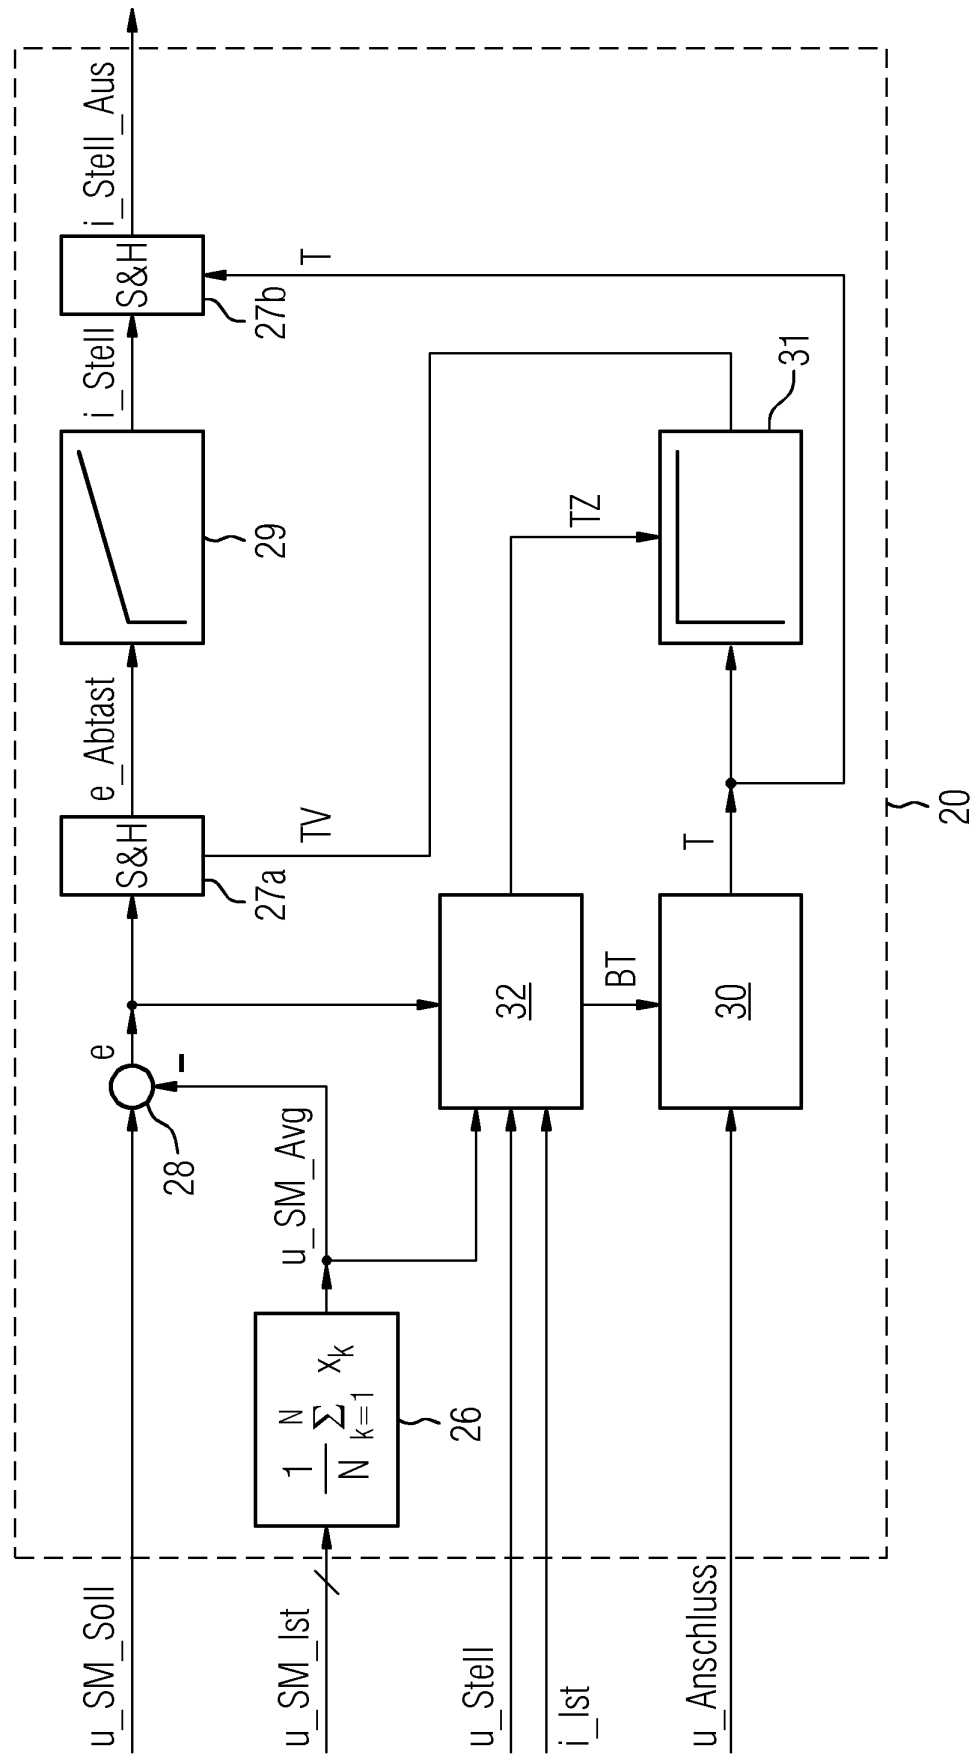 u_SM_Soll
e
S&H
27a
e_Abtast
29
i_Stell
S&H
27b
i_Stell_Aus
28
TV
T
u_SM_Ist
1
N
N
Σ
k=1
x_k
26
u_SM_Avg
u_Stell
i_Ist
32
TZ
BT
u_Anschluss
30
T
31
20